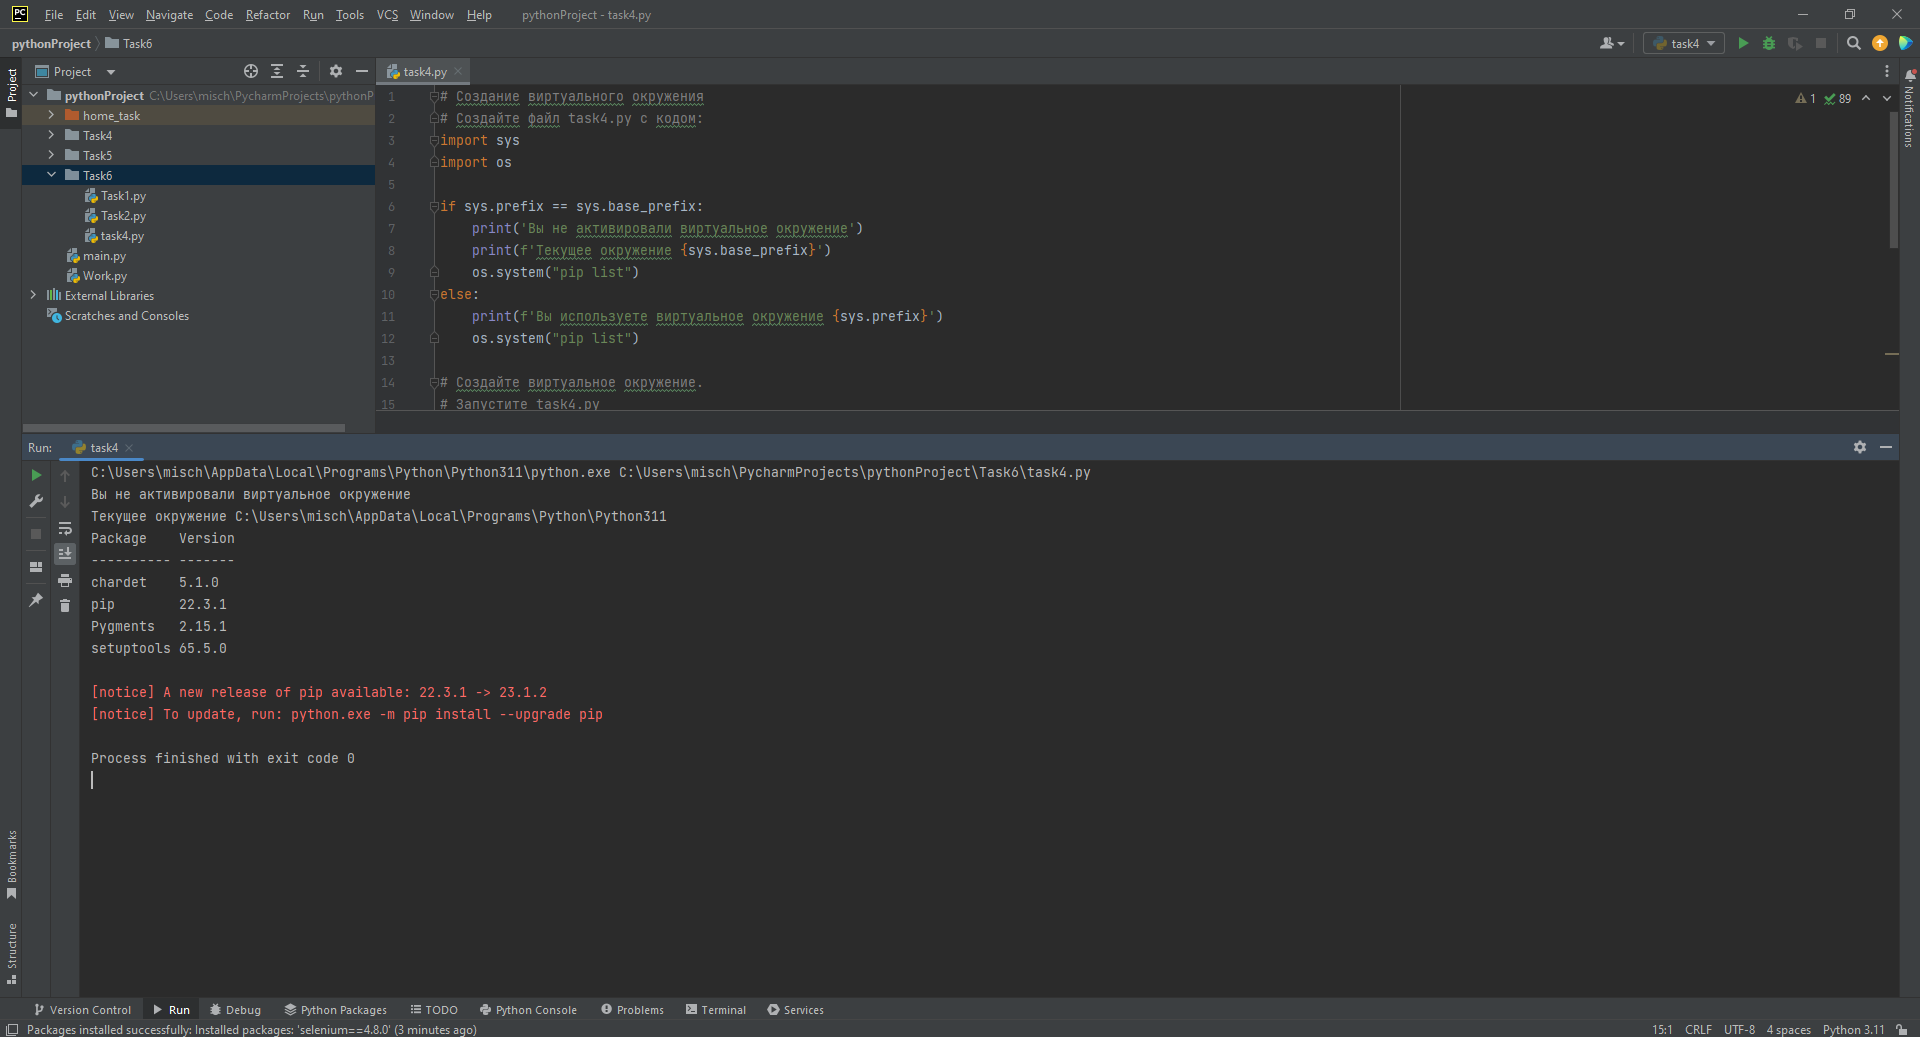 PC File Edit View Navigate Code Refactor Run Tools VCS Window Help pythonProject - task4.py
pythonProject Task6 task4
Project
Project
pythonProject C:\Users\misch\PycharmProjects\pythonP
home_task
Task4
Task5
Task6
Task1.py
Task2.py
task4.py
main.py
Work.py
External Libraries
Scratches and Consoles
task4.py
1 89
1 # Создание виртуального окружения
2 # Создайте файл task4.py с кодом:
3 import sys
4 import os
5
6 if sys.prefix == sys.base_prefix:
7 print('Вы не активировали виртуальное окружение')
8 print(f'Текущее окружение {sys.base_prefix}')
9 os.system("pip list")
10 else:
11 print(f'Вы используете виртуальное окружение {sys.prefix}')
12 os.system("pip list")
13
14 # Создайте виртуальное окружение.
15 # Запустите task4.py
Notifications
Run: task4
C:\Users\misch\AppData\Local\Programs\Python\Python311\python.exe C:\Users\misch\PycharmProjects\pythonProject\Task6\task4.py
Вы не активировали виртуальное окружение
Текущее окружение C:\Users\misch\AppData\Local\Programs\Python\Python311
Package    Version
---------- -------
chardet    5.1.0
pip        22.3.1
Pygments   2.15.1
setuptools 65.5.0
[notice] A new release of pip available: 22.3.1 -> 23.1.2
[notice] To update, run: python.exe -m pip install --upgrade pip
Process finished with exit code 0
Bookmarks
Structure
Version Control Run Debug Python Packages TODO Python Console Problems Terminal Services
Packages installed successfully: Installed packages: 'selenium==4.8.0' (3 minutes ago) 15:1 CRLF UTF-8 4 spaces Python 3.11